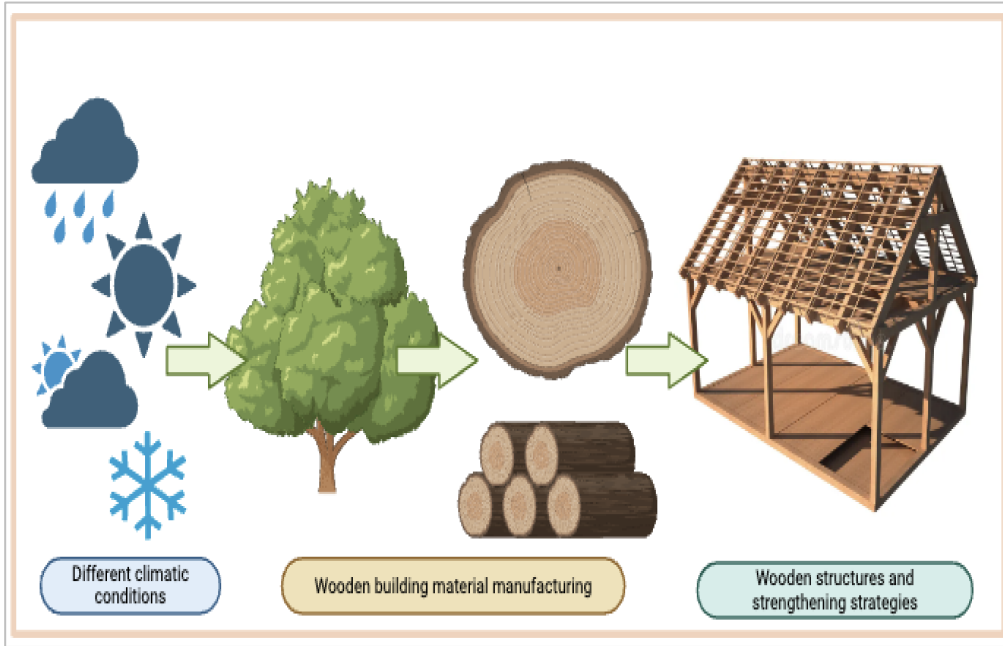 Different climatic
conditions
Wooden building material manufacturing
Wooden structures and
strengthening strategies